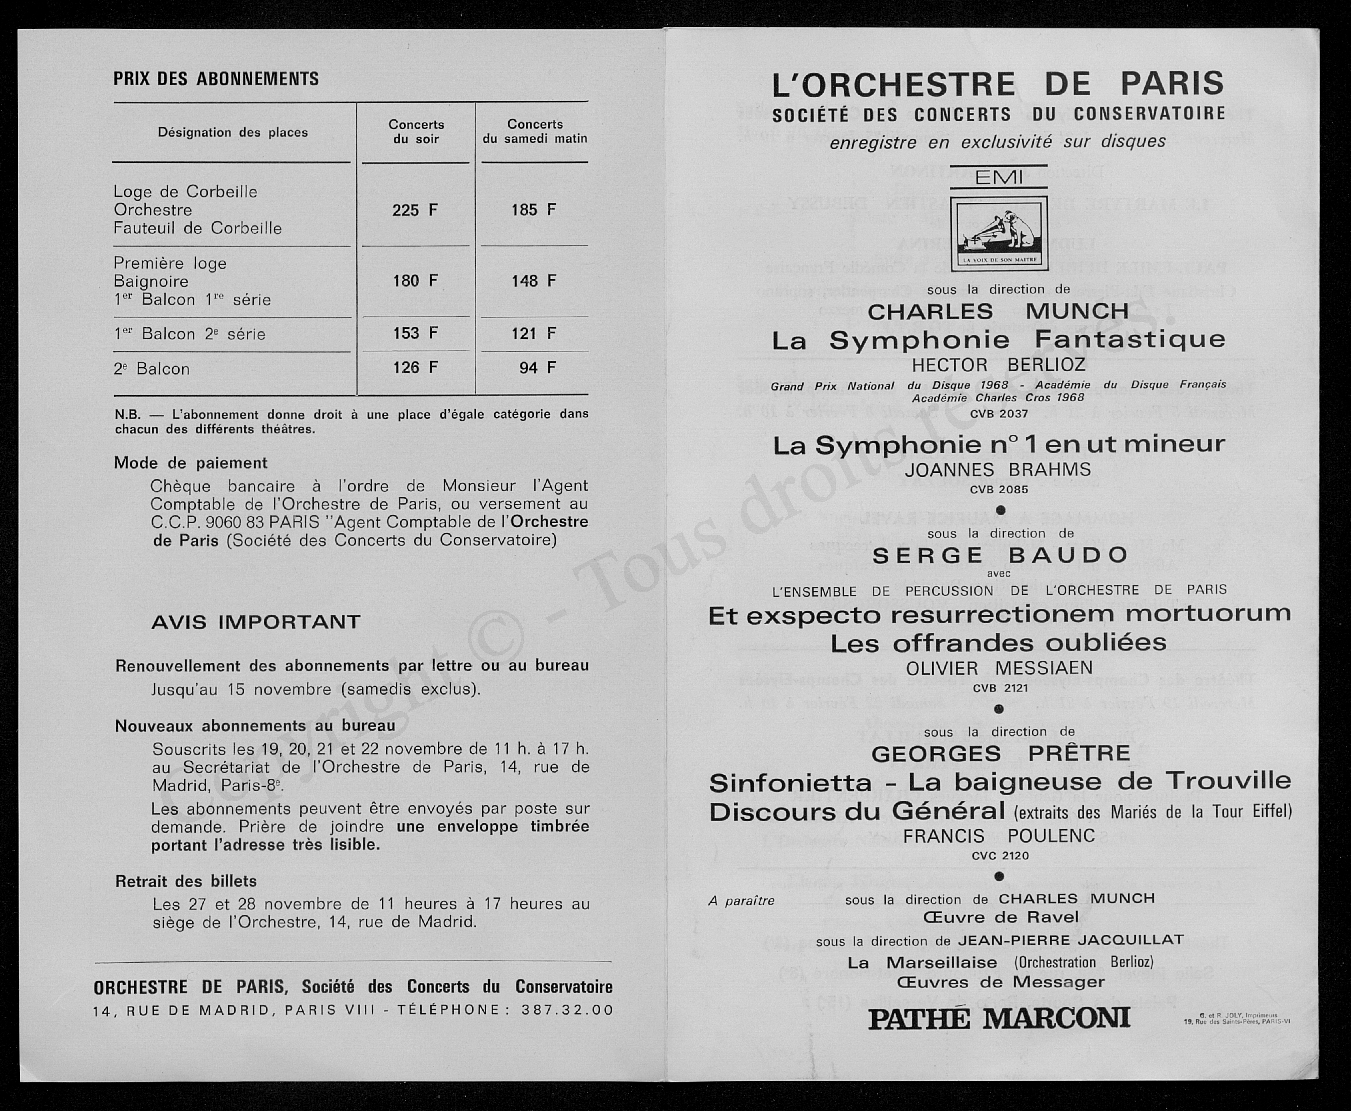 PRIX DES ABONNEMENTS
Désignation des places
Concerts du soir
Concerts du samedi matin
Loge de Corbeille
Orchestre 225 F 185 F
Fauteuil de Corbeille
Première loge
Baignoire 180 F 148 F
1er Balcon 1re série
1er Balcon 2e série 153 F 121 F
2e Balcon 126 F 94 F
N.B. — L'abonnement donne droit à une place d'égale catégorie dans
chacun des différents théâtres.
Mode de paiement
Chèque bancaire à l'ordre de Monsieur l'Agent
Comptable de l'Orchestre de Paris, ou versement au
C.C.P. 9060 83 PARIS "Agent Comptable de l'Orchestre
de Paris (Société des Concerts du Conservatoire)
AVIS IMPORTANT
Renouvellement des abonnements par lettre ou au bureau
Jusqu'au 15 novembre (samedis exclus).
Nouveaux abonnements au bureau
Souscrits les 19, 20, 21 et 22 novembre de 11 h. à 17 h.
au Secrétariat de l'Orchestre de Paris, 14, rue de
Madrid, Paris-8e.
Les abonnements peuvent être envoyés par poste sur
demande. Prière de joindre une enveloppe timbrée
portant l'adresse très lisible.
Retrait des billets
Les 27 et 28 novembre de 11 heures à 17 heures au
siège de l'Orchestre, 14, rue de Madrid.
ORCHESTRE DE PARIS, Société des Concerts du Conservatoire
14, RUE DE MADRID, PARIS VIII - TÉLÉPHONE : 387.32.00
L'ORCHESTRE DE PARIS
SOCIÉTÉ DES CONCERTS DU CONSERVATOIRE
enregistre en exclusivité sur disques
EMI
LA VOIX DE SON MAITRE
sous la direction de
CHARLES MUNCH
La Symphonie Fantastique
HECTOR BERLIOZ
Grand Prix National du Disque 1968 - Académie du Disque Français
Académie Charles Cros 1968
CVB 2037
La Symphonie n° 1 en ut mineur
JOANNES BRAHMS
CVB 2085
sous la direction de
SERGE BAUDO
avec
L'ENSEMBLE DE PERCUSSION DE L'ORCHESTRE DE PARIS
Et exspecto resurrectionem mortuorum
Les offrandes oubliées
OLIVIER MESSIAEN
CVB 2121
sous la direction de
GEORGES PRÊTRE
Sinfonietta - La baigneuse de Trouville
Discours du Général (extraits des Mariés de la Tour Eiffel)
FRANCIS POULENC
CVC 2120
A paraître sous la direction de CHARLES MUNCH
Œuvre de Ravel
sous la direction de JEAN-PIERRE JACQUILLAT
La Marseillaise (Orchestration Berlioz)
Œuvres de Messager
PATHÉ MARCONI
G. et R. JOLY, Imprimeurs
19, Rue des Saints-Pères, PARIS-VI
Copyright © - Tous droits réservés.